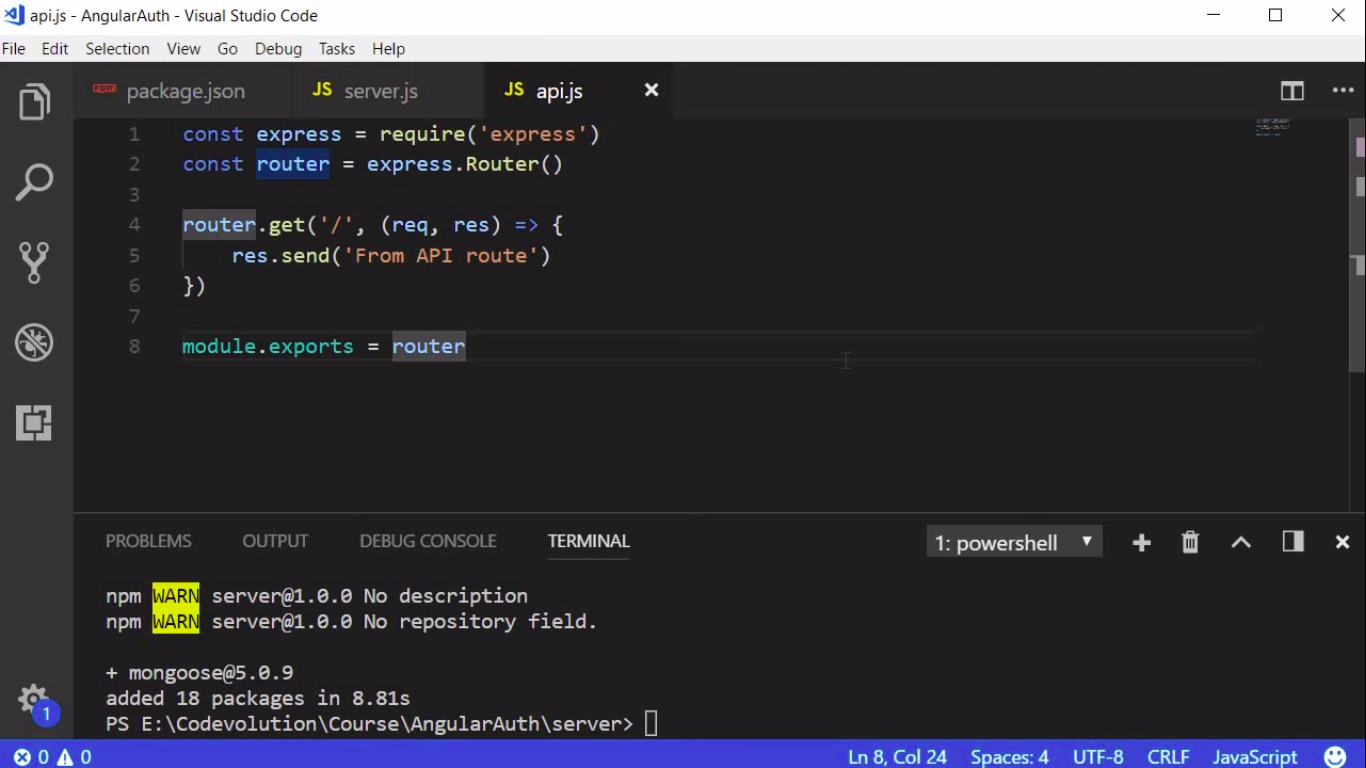 api.js - AngularAuth - Visual Studio Code
File Edit Selection View Go Debug Tasks Help
npm package.json JS server.js JS api.js
1 const express = require('express')
2 const router = express.Router()
3
4 router.get('/', (req, res) => {
5     res.send('From API route')
6 })
7
8 module.exports = router
PROBLEMS OUTPUT DEBUG CONSOLE TERMINAL 1: powershell
npm WARN server@1.0.0 No description
npm WARN server@1.0.0 No repository field.
+ mongoose@5.0.9
added 18 packages in 8.81s
PS E:\Codevolution\Course\AngularAuth\server>
1
0 0 Ln 8, Col 24 Spaces: 4 UTF-8 CRLF JavaScript